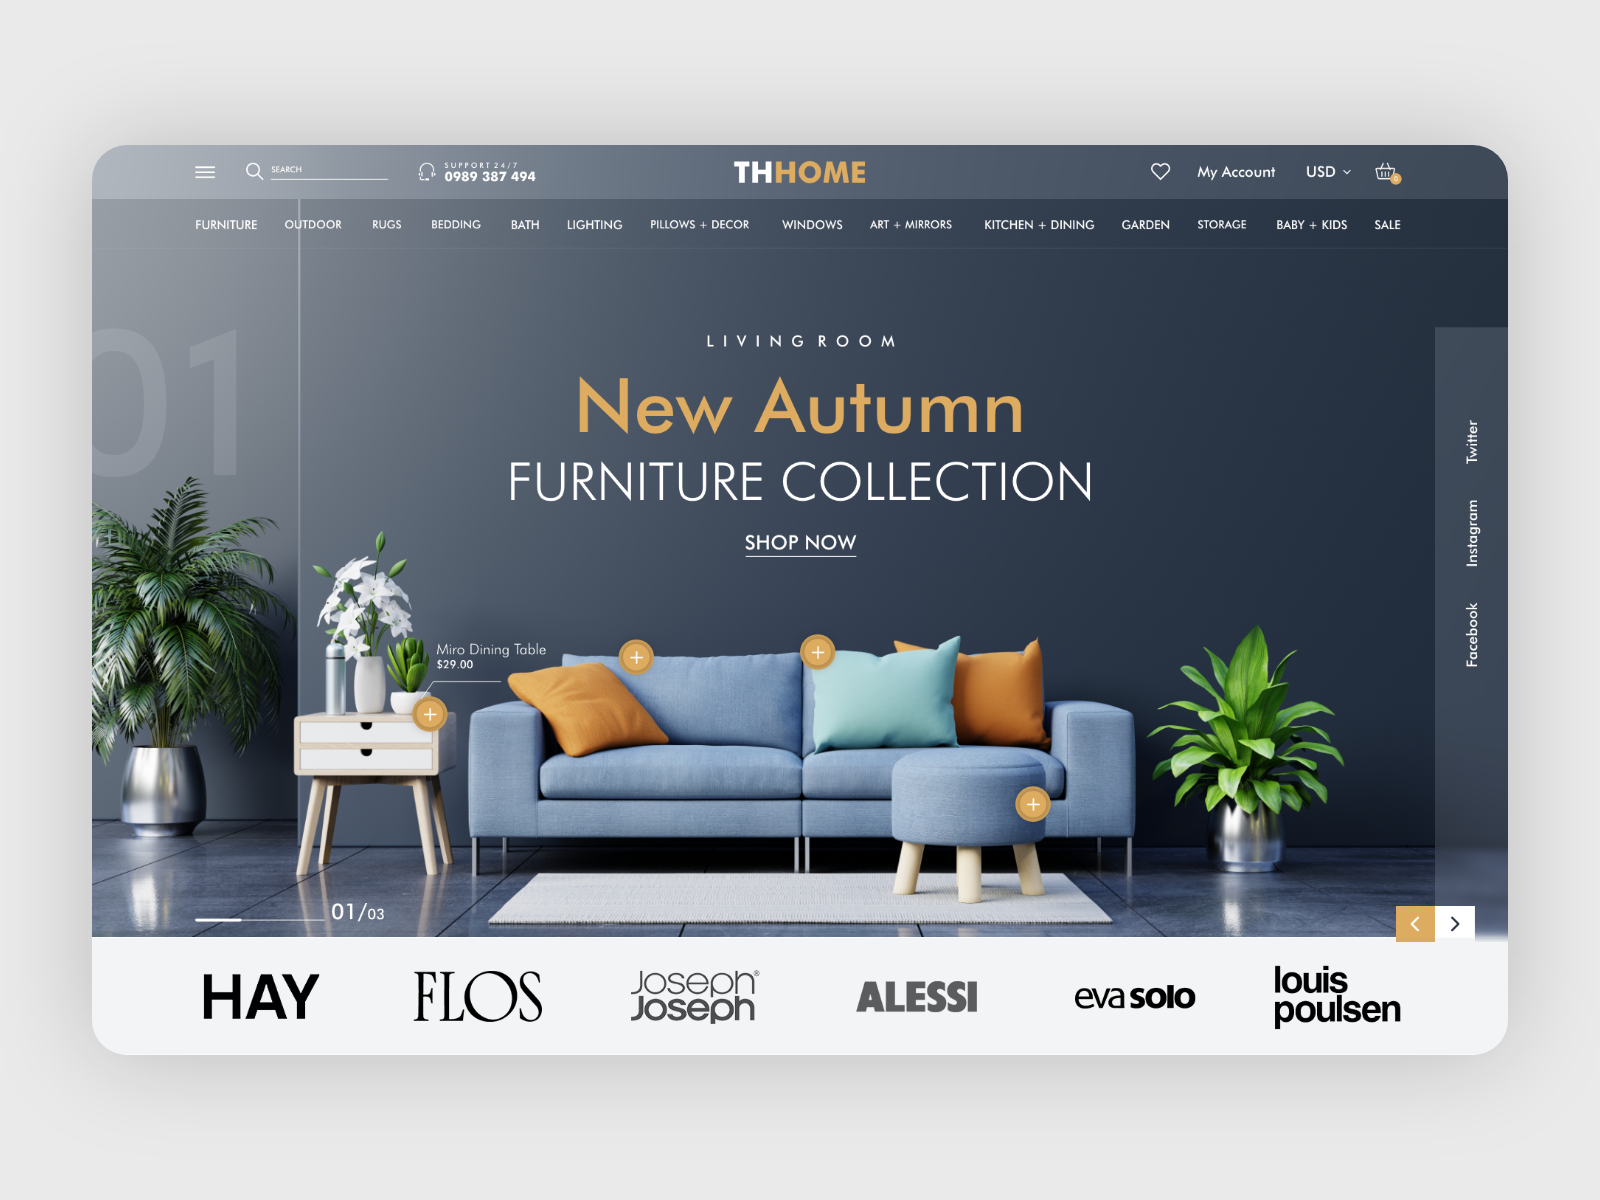 SEARCH
SUPPORT 24/7
0989 387 494
THHOME
My Account
USD
0
FURNITURE OUTDOOR RUGS BEDDING BATH LIGHTING PILLOWS + DECOR WINDOWS ART + MIRRORS KITCHEN + DINING GARDEN STORAGE BABY + KIDS SALE
01
LIVING ROOM
New Autumn
FURNITURE COLLECTION
SHOP NOW
Twitter
Instagram
Facebook
Miro Dining Table
$29.00
01/03
HAY
FLOS
Joseph®
Joseph
ALESSI
eva solo
louis
poulsen